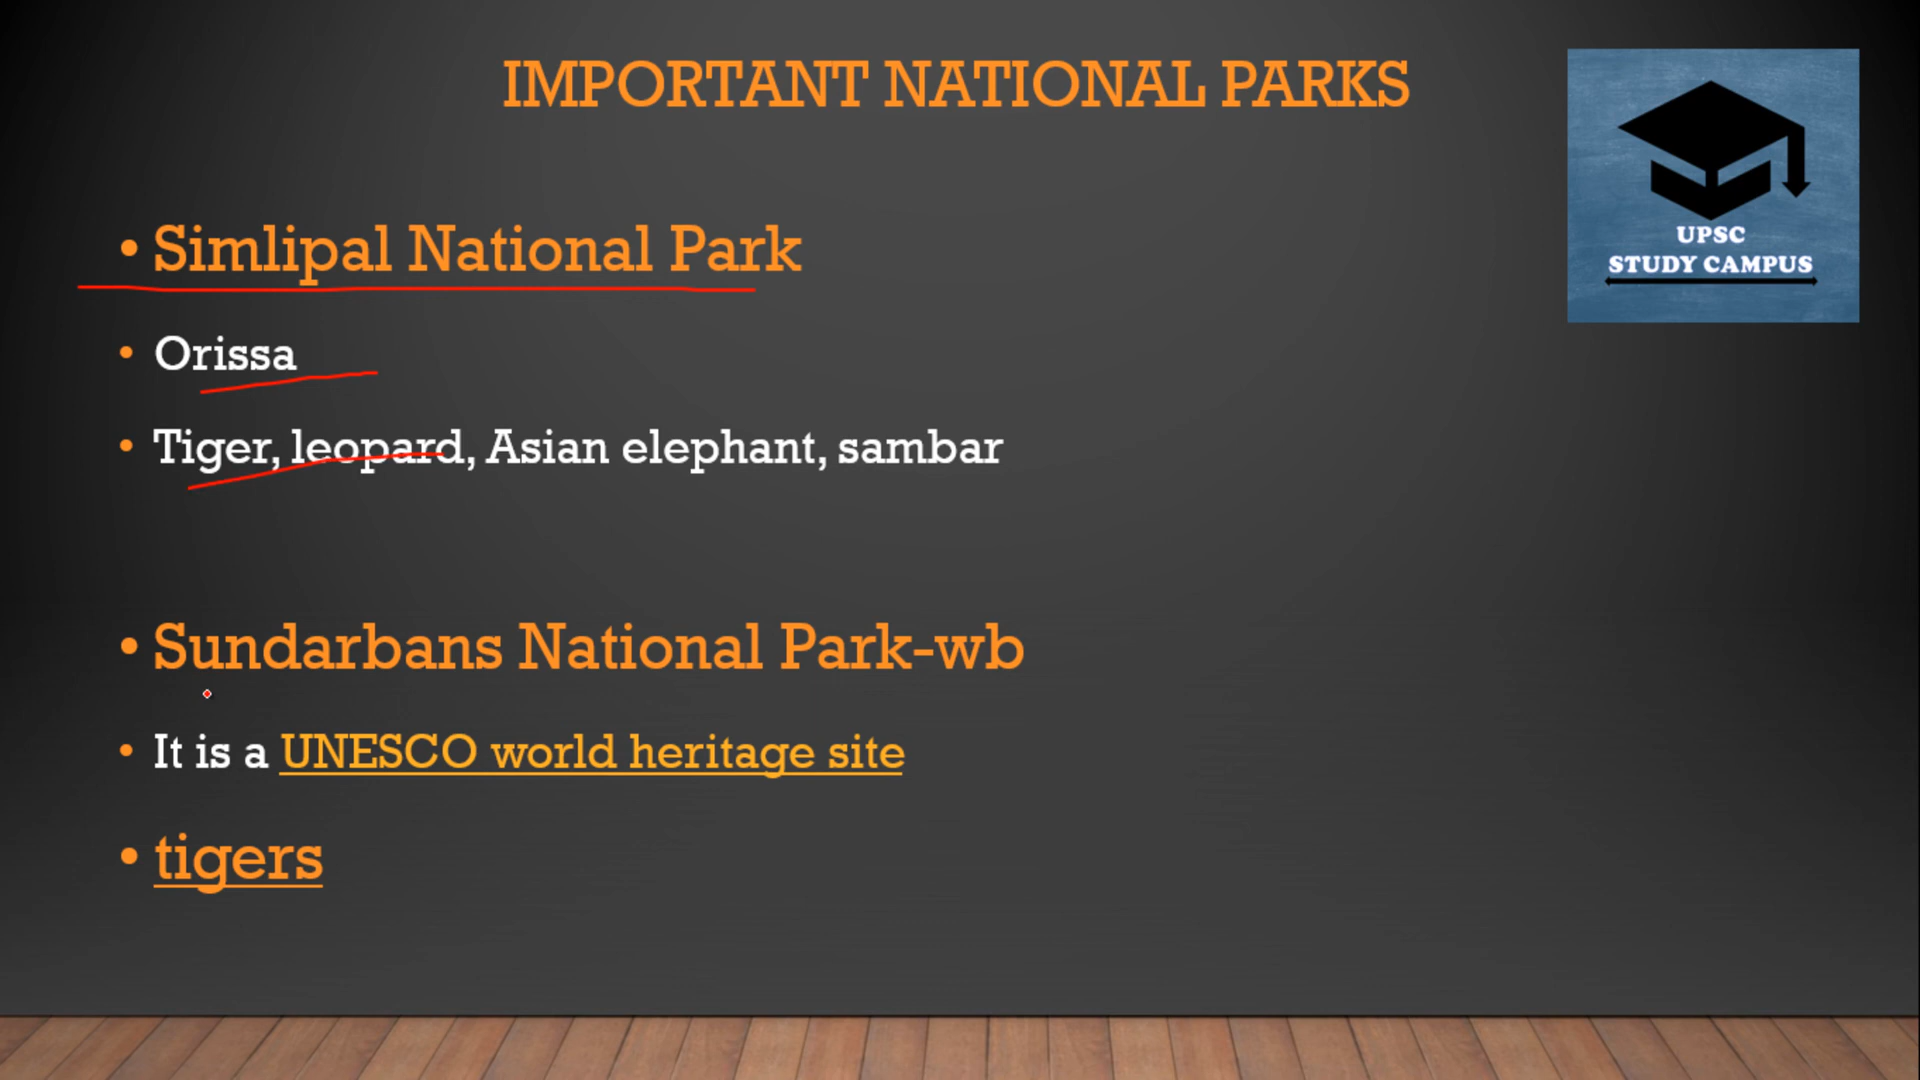 IMPORTANT NATIONAL PARKS
UPSC
STUDY CAMPUS
• Simlipal National Park
• Orissa
• Tiger, leopard, Asian elephant, sambar
• Sundarbans National Park-wb
• It is a UNESCO world heritage site
• tigers